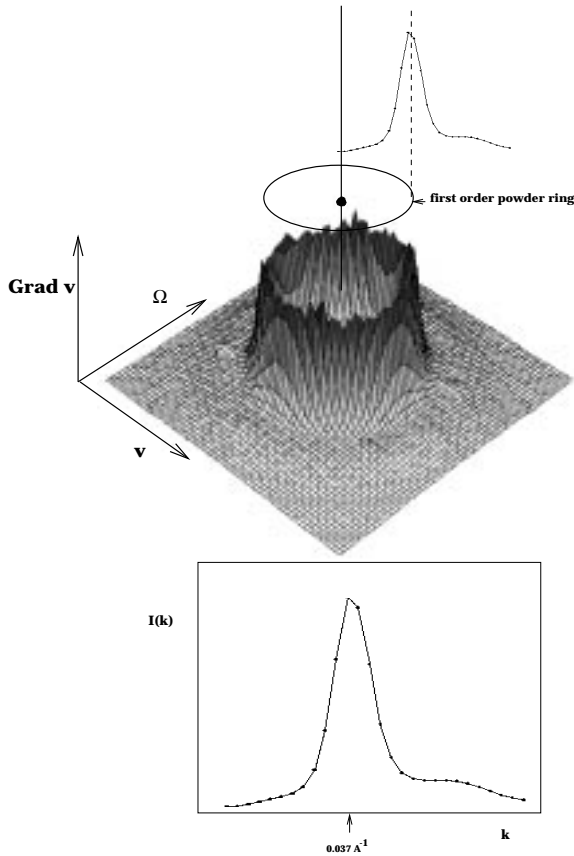 first order powder ring
Grad v
Ω
v
I(k)
0.037 A⁻¹
k